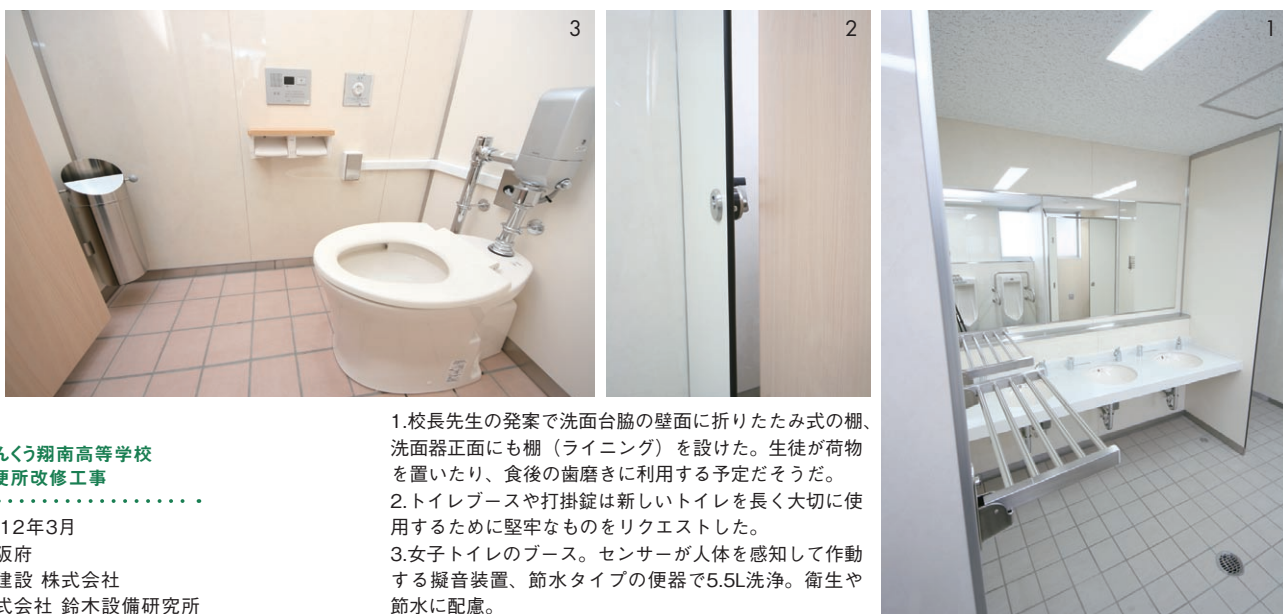 3
2
1
んくう翔南高等学校
便所改修工事
12年3月
阪府
建設 株式会社
式会社 鈴木設備研究所
1.校長先生の発案で洗面台脇の壁面に折りたたみ式の棚、
洗面器正面にも棚（ライニング）を設けた。生徒が荷物
を置いたり、食後の歯磨きに利用する予定だそうだ。
2.トイレブースや打掛錠は新しいトイレを長く大切に使
用するために堅牢なものをリクエストした。
3.女子トイレのブース。センサーが人体を感知して作動
する擬音装置、節水タイプの便器で5.5L洗浄。衛生や
節水に配慮。